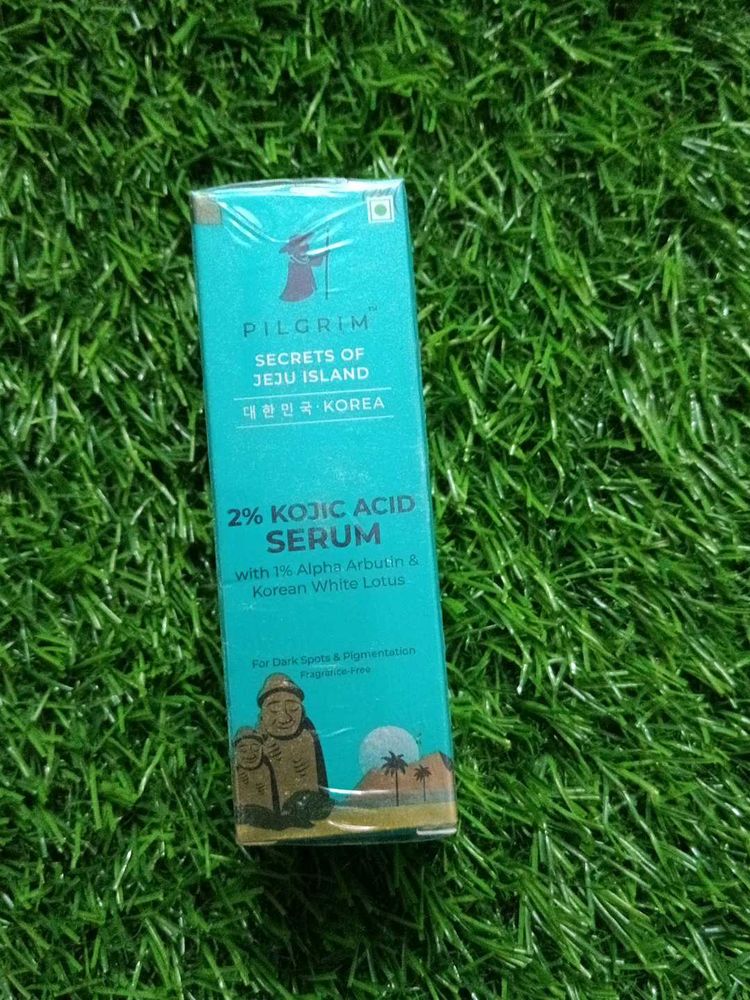 PILGRIM™
SECRETS OF
JEJU ISLAND
대한민국·KOREA
2% KOJIC ACID
SERUM
with 1% Alpha Arbutin &
Korean White Lotus
For Dark Spots & Pigmentation
Fragrance-Free